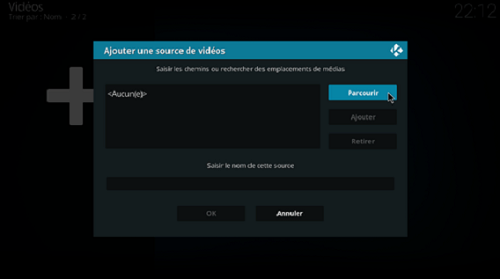 Vidéos
Trier par : Noms · 2 / 2
22:12
Ajouter une source de vidéos
Saisir les chemins ou rechercher des emplacements de médias.
<Aucun(e)>
Parcourir
Ajouter
Retirer
Saisir le nom de cette source
OK
Annuler